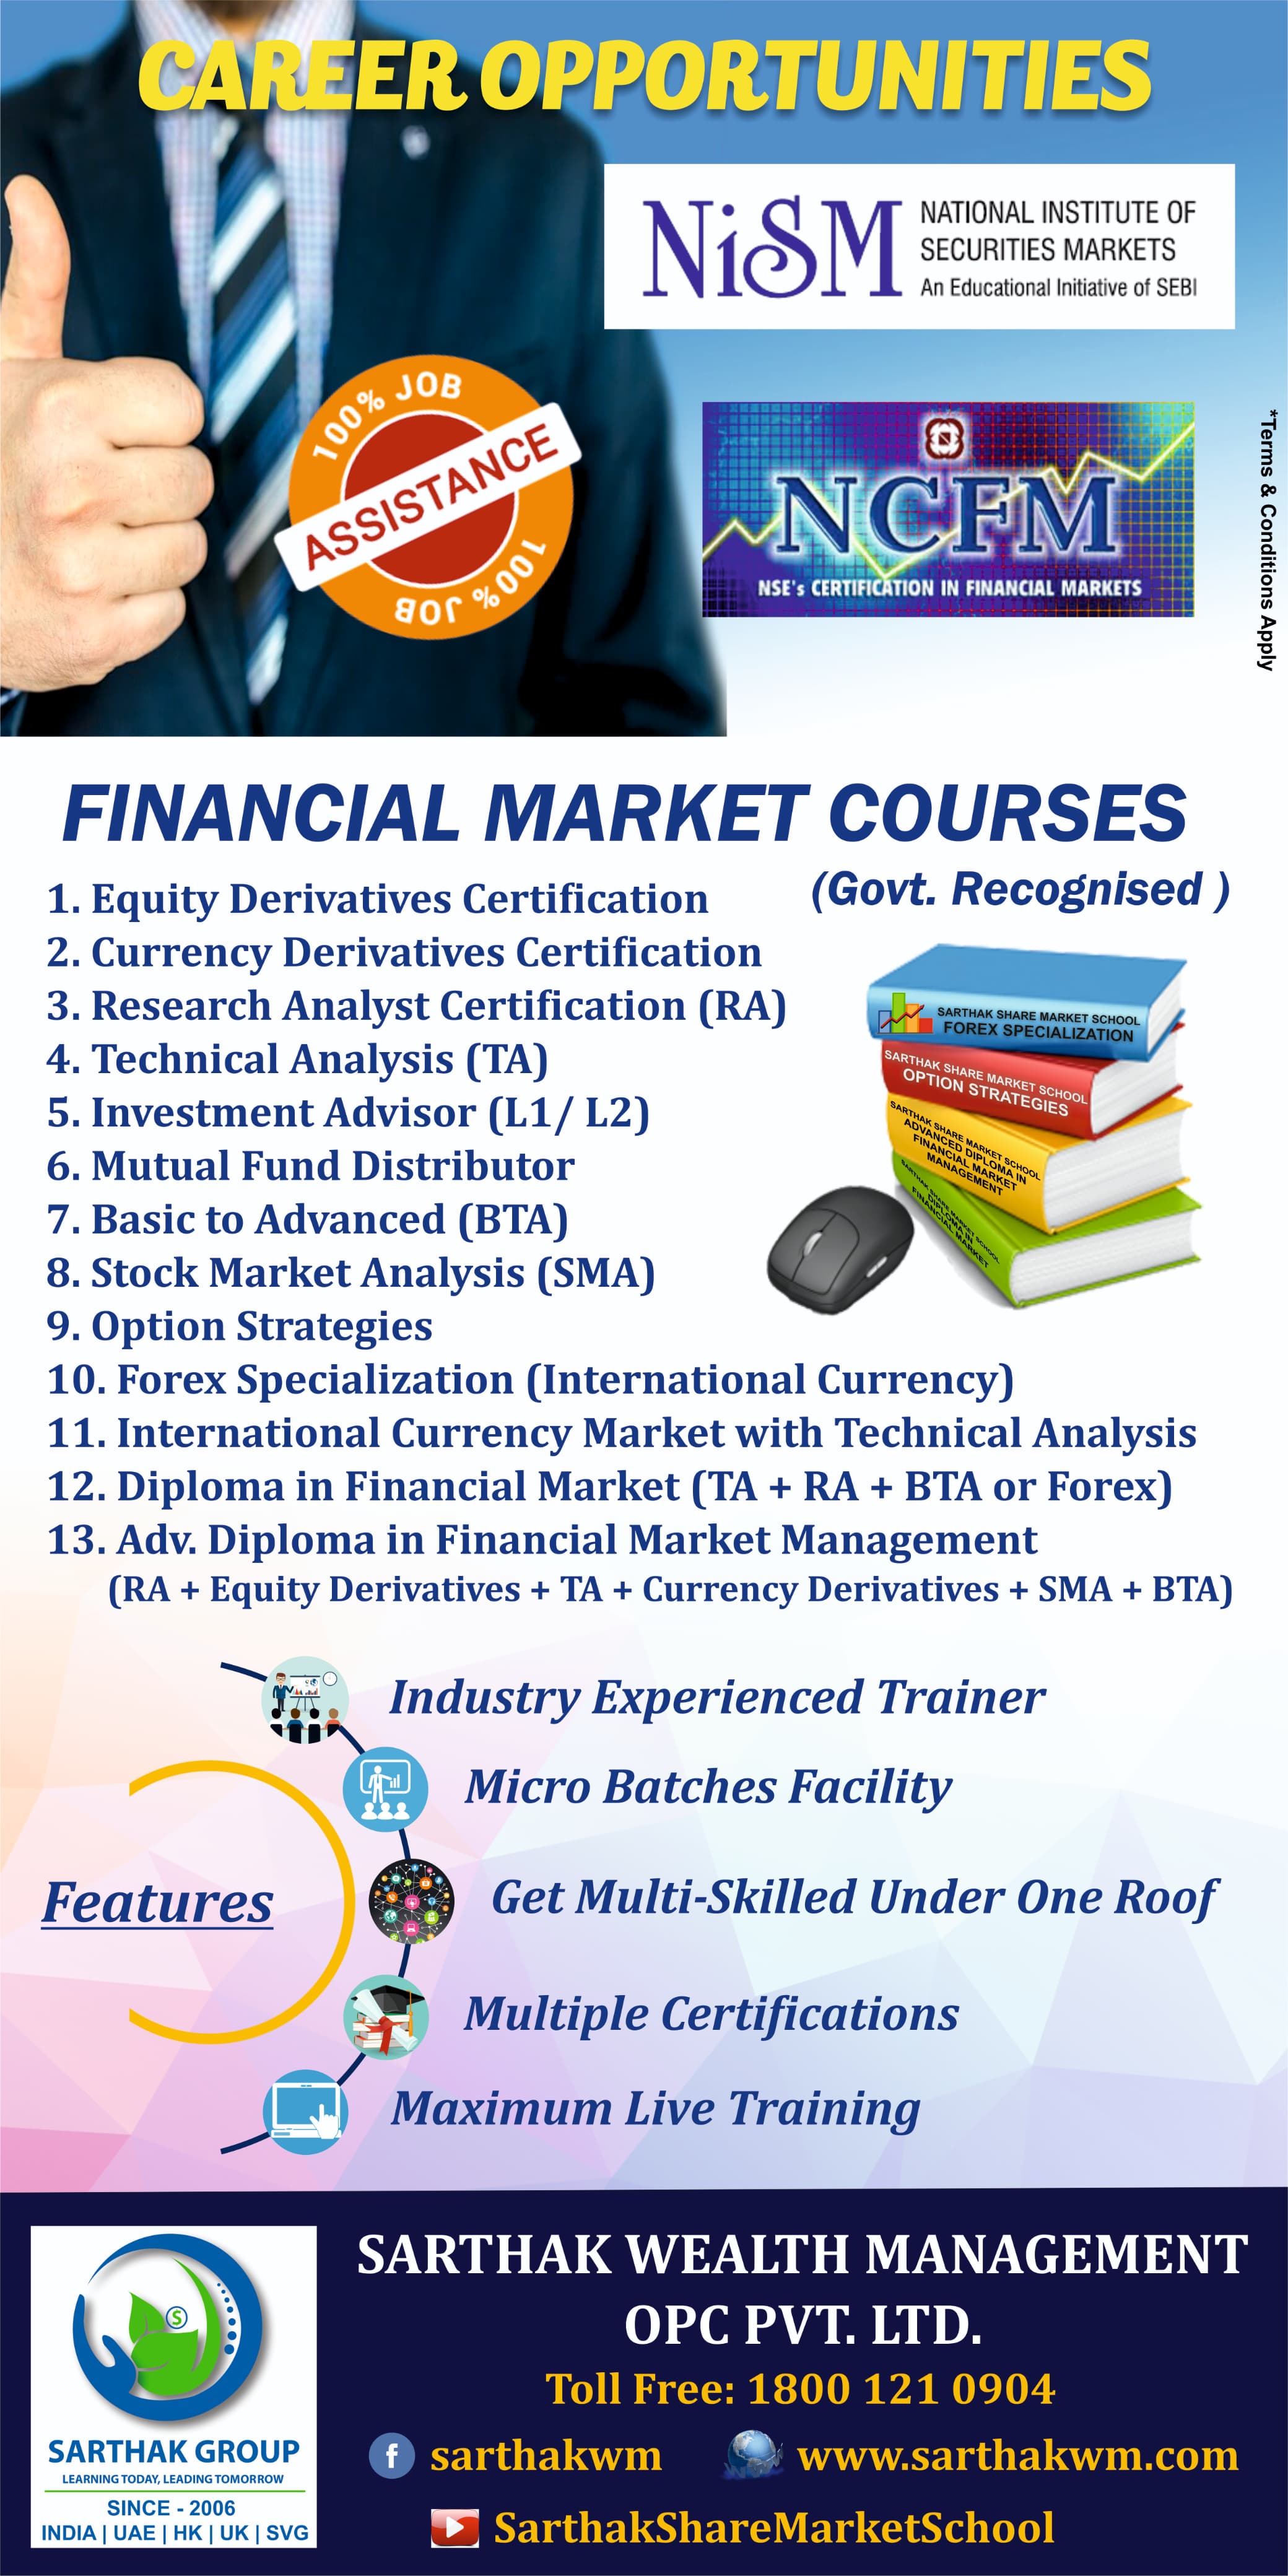 CAREER OPPORTUNITIES
NiSM
NATIONAL INSTITUTE OF
SECURITIES MARKETS
An Educational Initiative of SEBI
100% JOB
ASSISTANCE
100% JOB
NCFM
NSE's CERTIFICATION IN FINANCIAL MARKETS
*Terms & Conditions Apply
FINANCIAL MARKET COURSES
(Govt. Recognised )
1. Equity Derivatives Certification
2. Currency Derivatives Certification
3. Research Analyst Certification (RA)
4. Technical Analysis (TA)
5. Investment Advisor (L1/ L2)
6. Mutual Fund Distributor
7. Basic to Advanced (BTA)
8. Stock Market Analysis (SMA)
9. Option Strategies
10. Forex Specialization (International Currency)
11. International Currency Market with Technical Analysis
12. Diploma in Financial Market (TA + RA + BTA or Forex)
13. Adv. Diploma in Financial Market Management
(RA + Equity Derivatives + TA + Currency Derivatives + SMA + BTA)
SARTHAK SHARE MARKET SCHOOL
FOREX SPECIALIZATION
SARTHAK SHARE MARKET SCHOOL
OPTION STRATEGIES
SARTHAK SHARE MARKET SCHOOL
ADVANCED DIPLOMA IN
FINANCIAL MARKET
MANAGEMENT
SARTHAK SHARE MARKET SCHOOL
DIPLOMA IN
FINANCIAL MARKET
Features
Industry Experienced Trainer
Micro Batches Facility
Get Multi-Skilled Under One Roof
Multiple Certifications
Maximum Live Training
S
SARTHAK GROUP
LEARNING TODAY, LEADING TOMORROW
SINCE - 2006
INDIA | UAE | HK | UK | SVG
SARTHAK WEALTH MANAGEMENT
OPC PVT. LTD.
Toll Free: 1800 121 0904
f sarthakwm
www.sarthakwm.com
SarthakShareMarketSchool